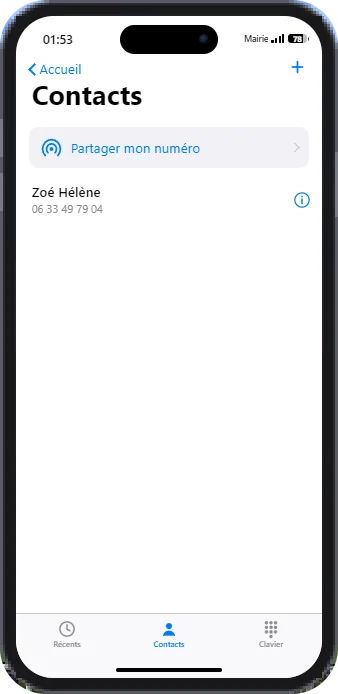 01:53
Mairie 78
Accueil
Contacts
Partager mon numéro
Zoé Hélène
06 33 49 79 04
Récents Contacts Clavier